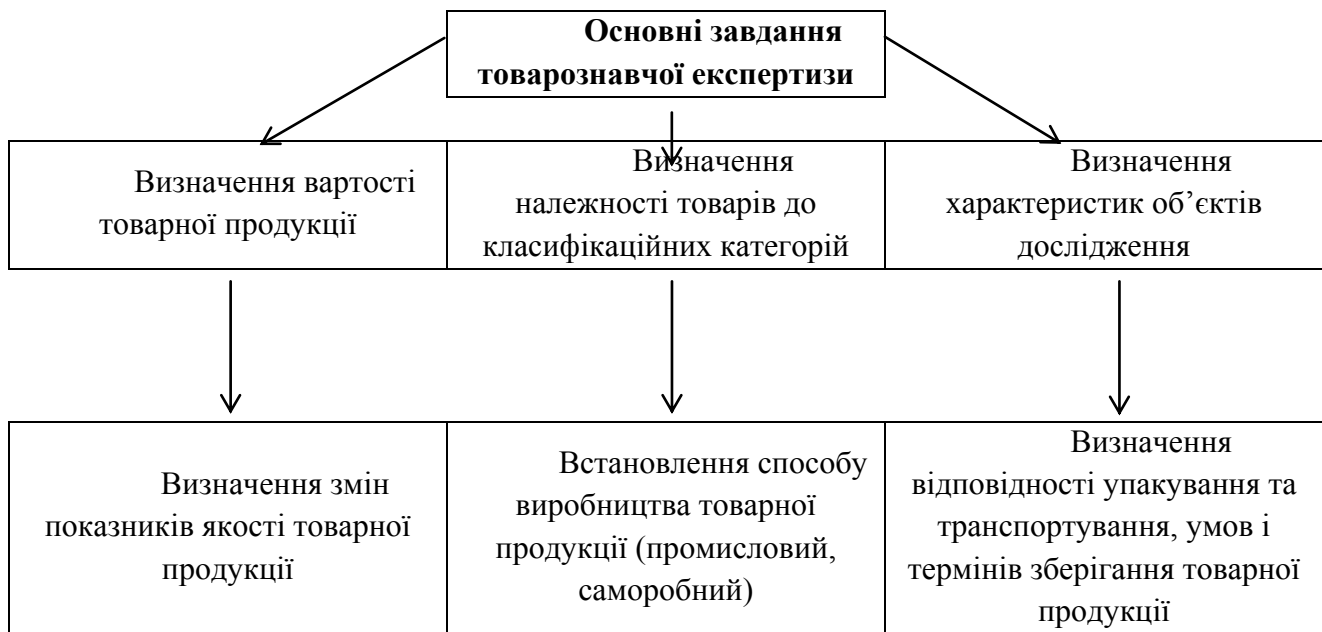 Основні завдання
товарознавчої експертизи
Визначення вартості
товарної продукції
Визначення
належності товарів до
класифікаційних категорій
Визначення
характеристик об’єктів
дослідження
Визначення змін
показників якості товарної
продукції
Встановлення способу
виробництва товарної
продукції (промисловий,
саморобний)
Визначення
відповідності упакування та
транспортування, умов і
термінів зберігання товарної
продукції